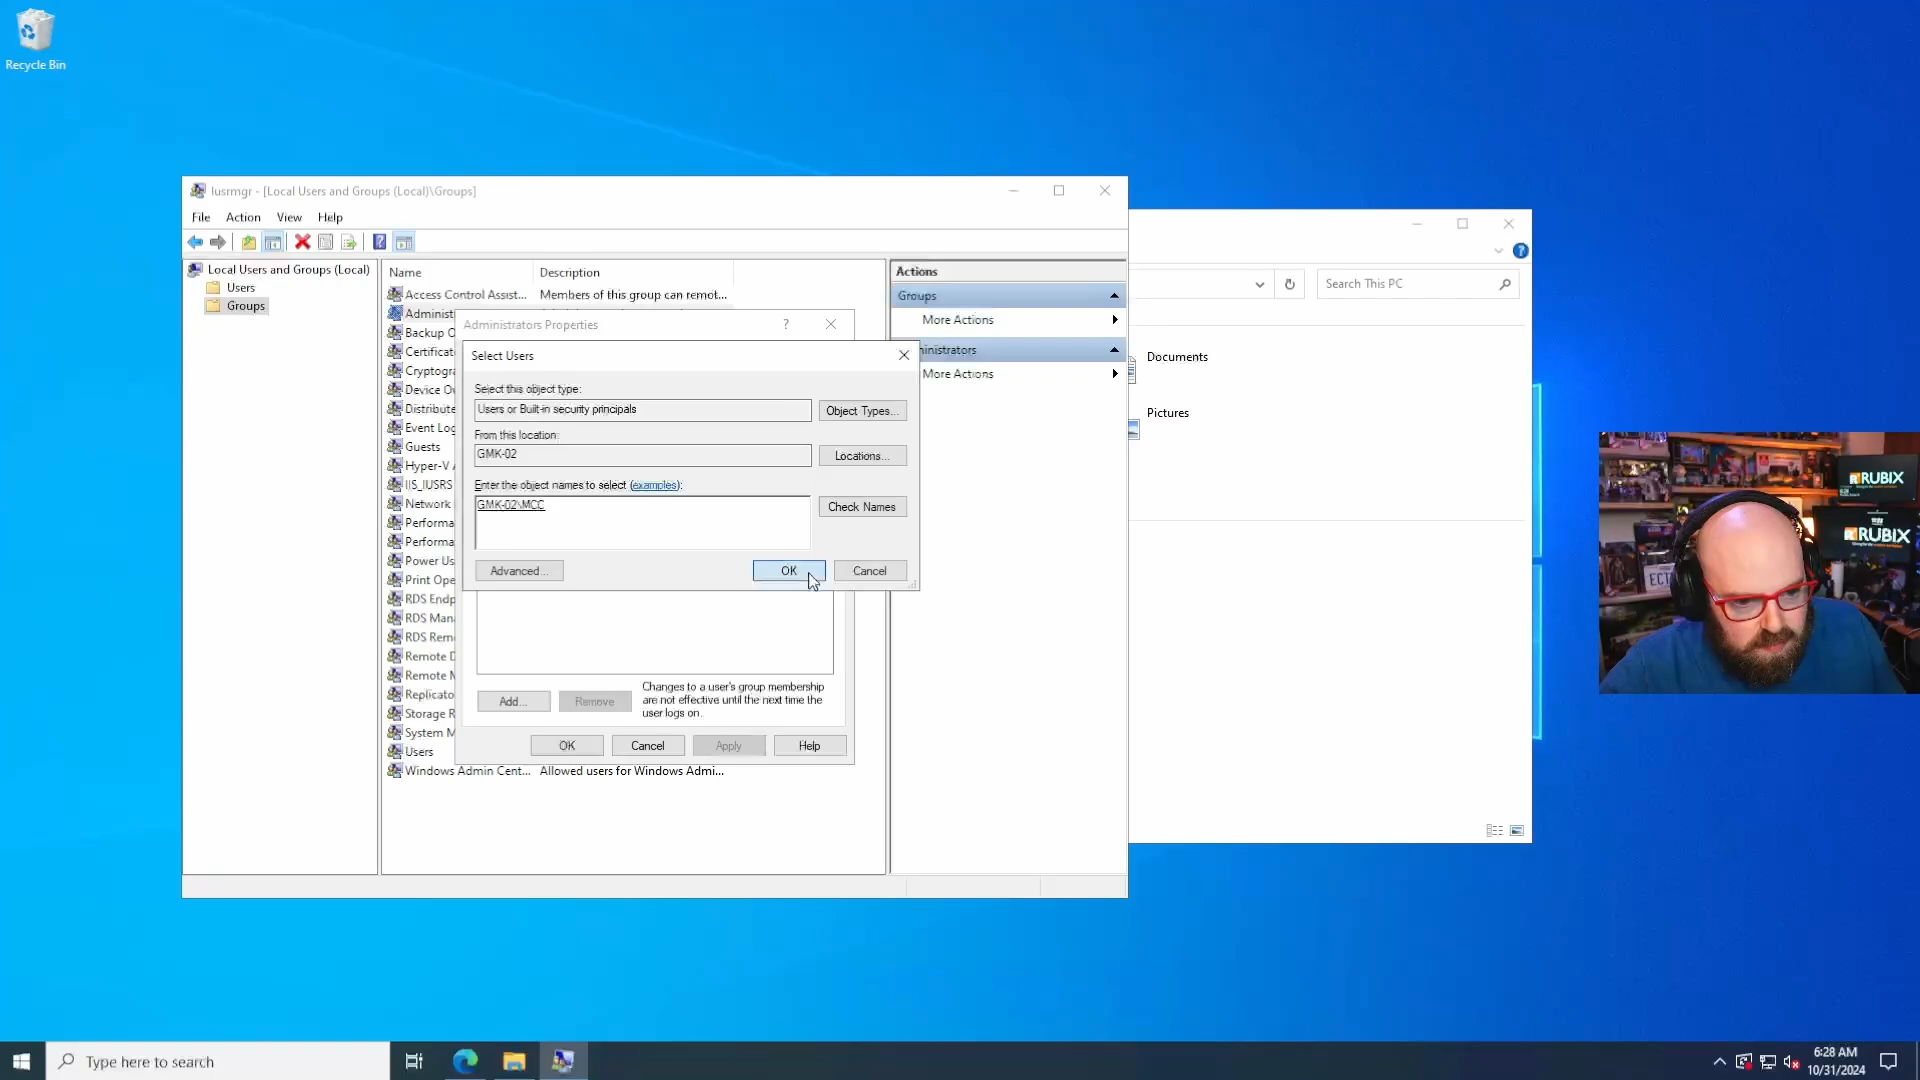 Recycle Bin
lusrmgr - [Local Users and Groups (Local)\Groups]
File Action View Help
Local Users and Groups (Local)
Users
Groups
Name Description
Access Control Assist... Members of this group can remot...
Administ
Backup O
Certificat
Cryptogra
Device Ow
Distribute
Event Log
Guests
Hyper-V A
IIS_IUSRS
Network
Performa
Performa
Power Us
Print Ope
RDS Endp
RDS Man
RDS Rem
Remote D
Remote M
Replicato
Storage R
System M
Users
Windows Admin Cent... Allowed users for Windows Admi...
Administrators Properties ?
Select Users
Select this object type:
Users or Built-in security principals Object Types...
From this location:
GMK-02 Locations...
Enter the object names to select (examples):
GMK-02\MCC Check Names
Advanced... OK Cancel
Add... Remove
Changes to a user's group membership
are not effective until the next time the
user logs on.
OK Cancel Apply Help
Actions
Groups
More Actions
ministrators
More Actions
Search This PC
Documents
Pictures
RUBIX
RUBIX
ECT
Type here to search
6:28 AM
10/31/2024